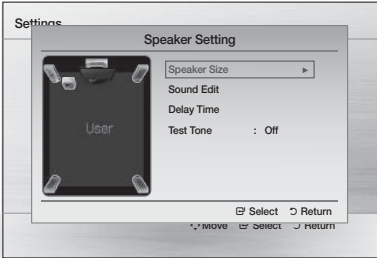 Settings
Speaker Setting
Speaker Size ►
Sound Edit
Delay Time
Test Tone : Off
User
Select Return
Move Select Return